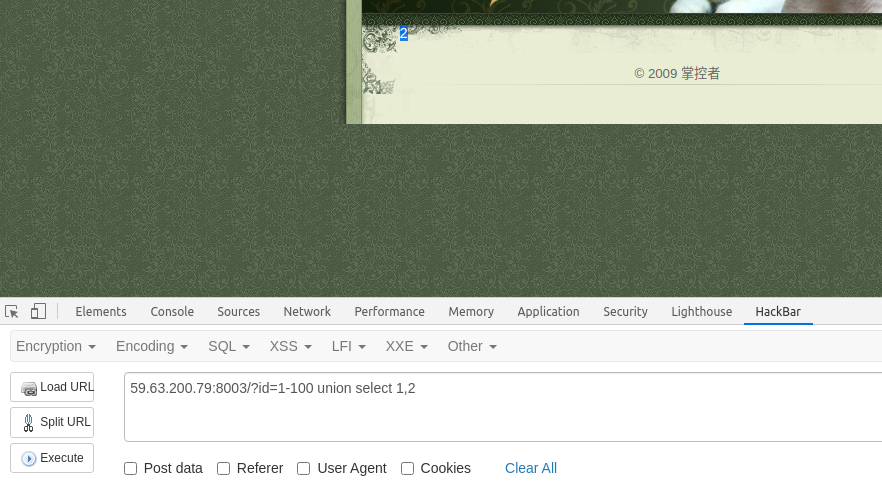 2
© 2009 掌控者
Elements Console Sources Network Performance Memory Application Security Lighthouse HackBar
Encryption Encoding SQL XSS LFI XXE Other
Load URL
59.63.200.79:8003/?id=1-100 union select 1,2
Split URL
Execute
Post data Referer User Agent Cookies Clear All